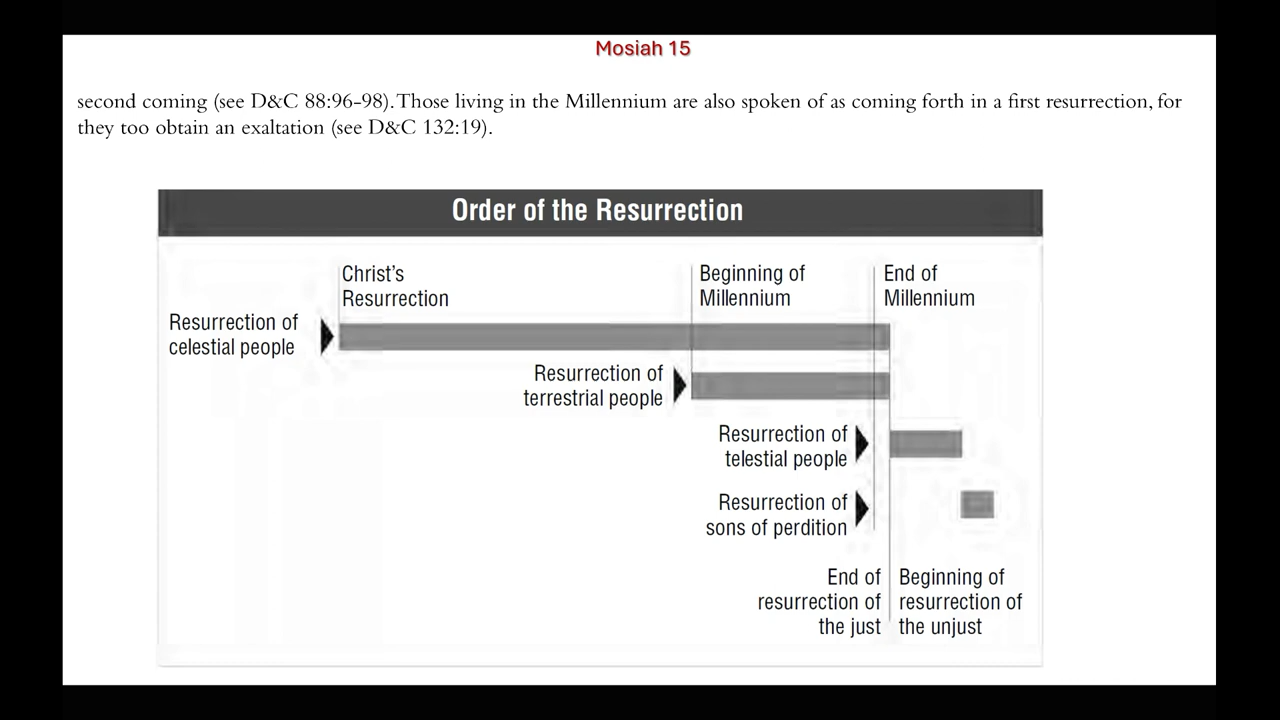 Mosiah 15
second coming (see D&C 88:96-98). Those living in the Millennium are also spoken of as coming forth in a first resurrection, for
they too obtain an exaltation (see D&C 132:19).
Order of the Resurrection
Christ's
Resurrection
Beginning of
Millennium
End of
Millennium
Resurrection of
celestial people
Resurrection of
terrestrial people
Resurrection of
telestial people
Resurrection of
sons of perdition
End of
resurrection of
the just
Beginning of
resurrection of
the unjust